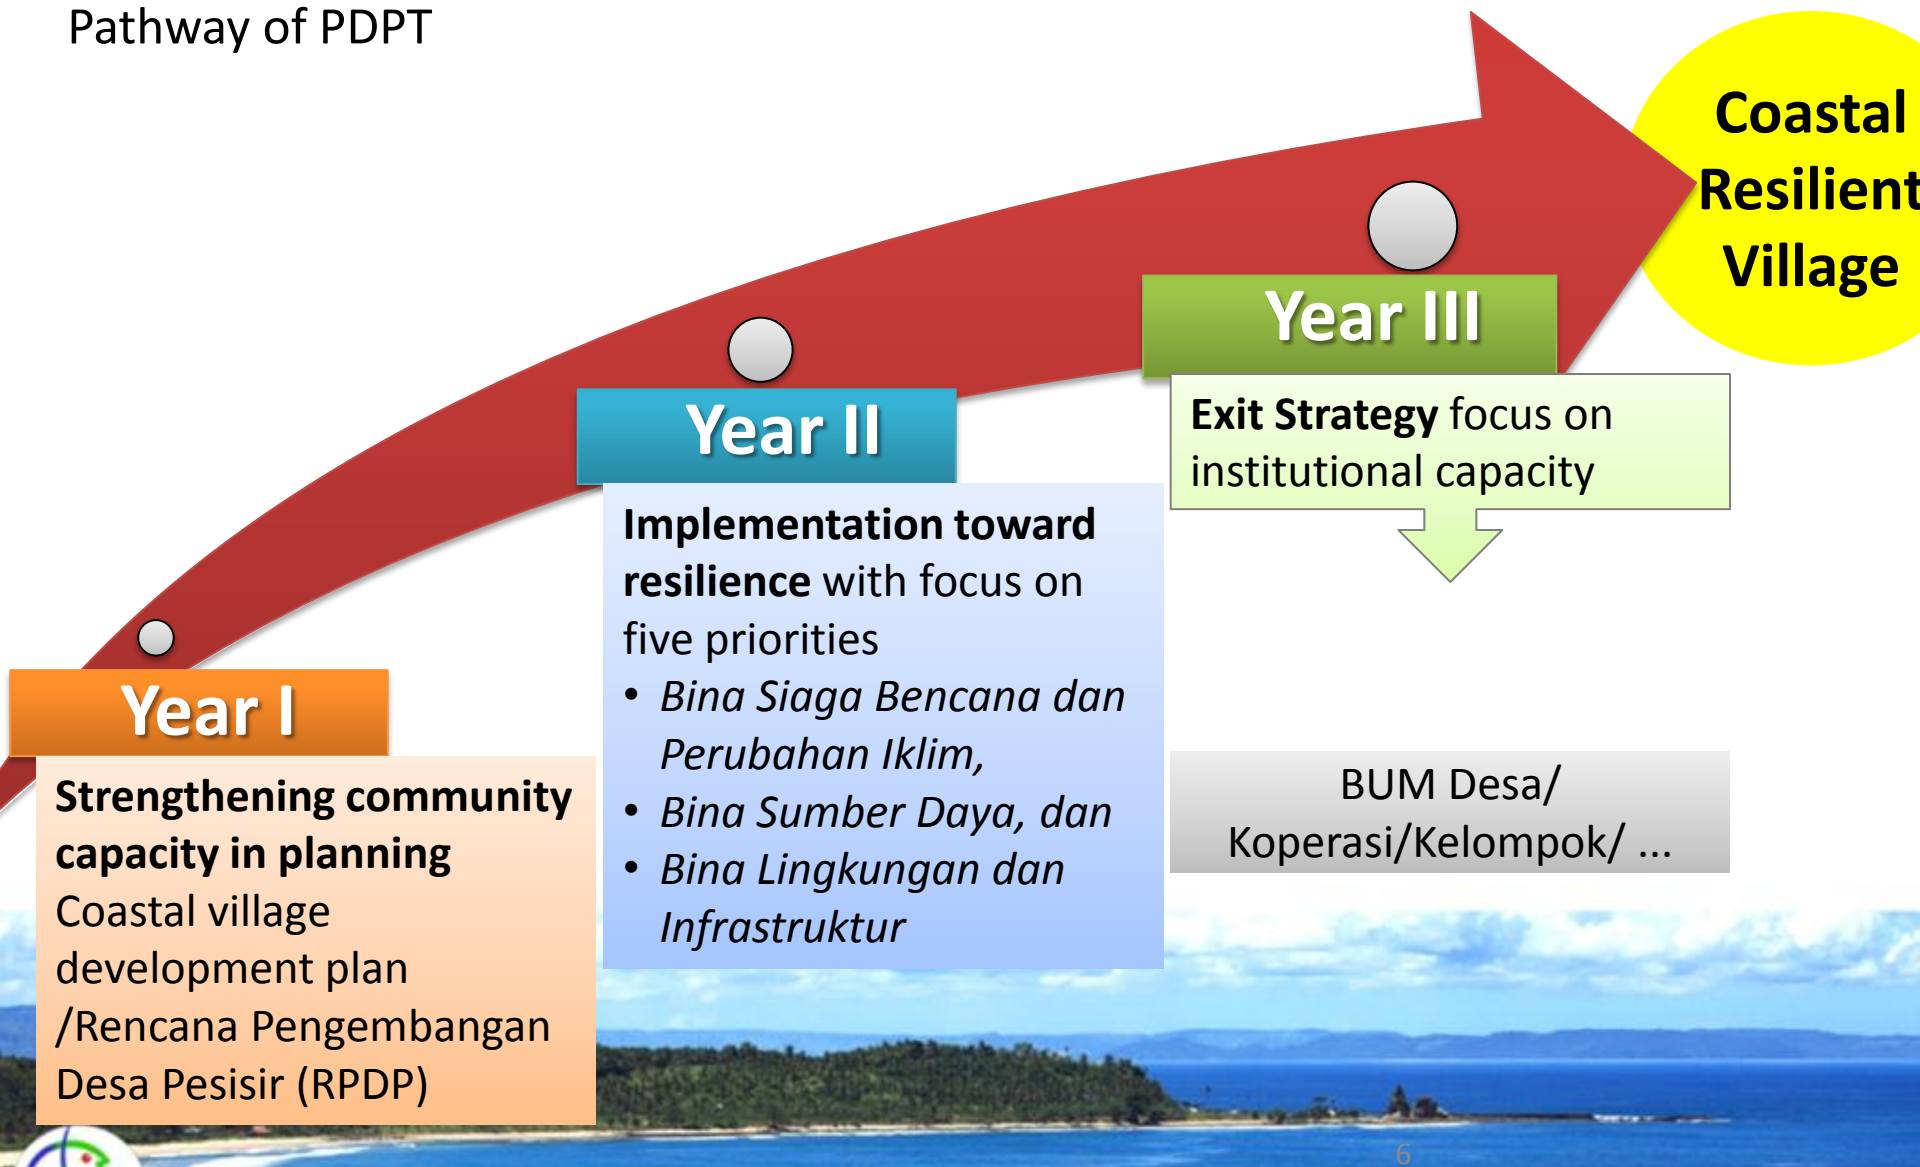 Pathway of PDPT
Coastal
Resilient
Village
Year III
Exit Strategy focus on
institutional capacity
BUM Desa/
Koperasi/Kelompok/ ...
Year II
Implementation toward
resilience with focus on
five priorities
• Bina Siaga Bencana dan
Perubahan Iklim,
• Bina Sumber Daya, dan
• Bina Lingkungan dan
Infrastruktur
Year I
Strengthening community
capacity in planning
Coastal village
development plan
/Rencana Pengembangan
Desa Pesisir (RPDP)
6